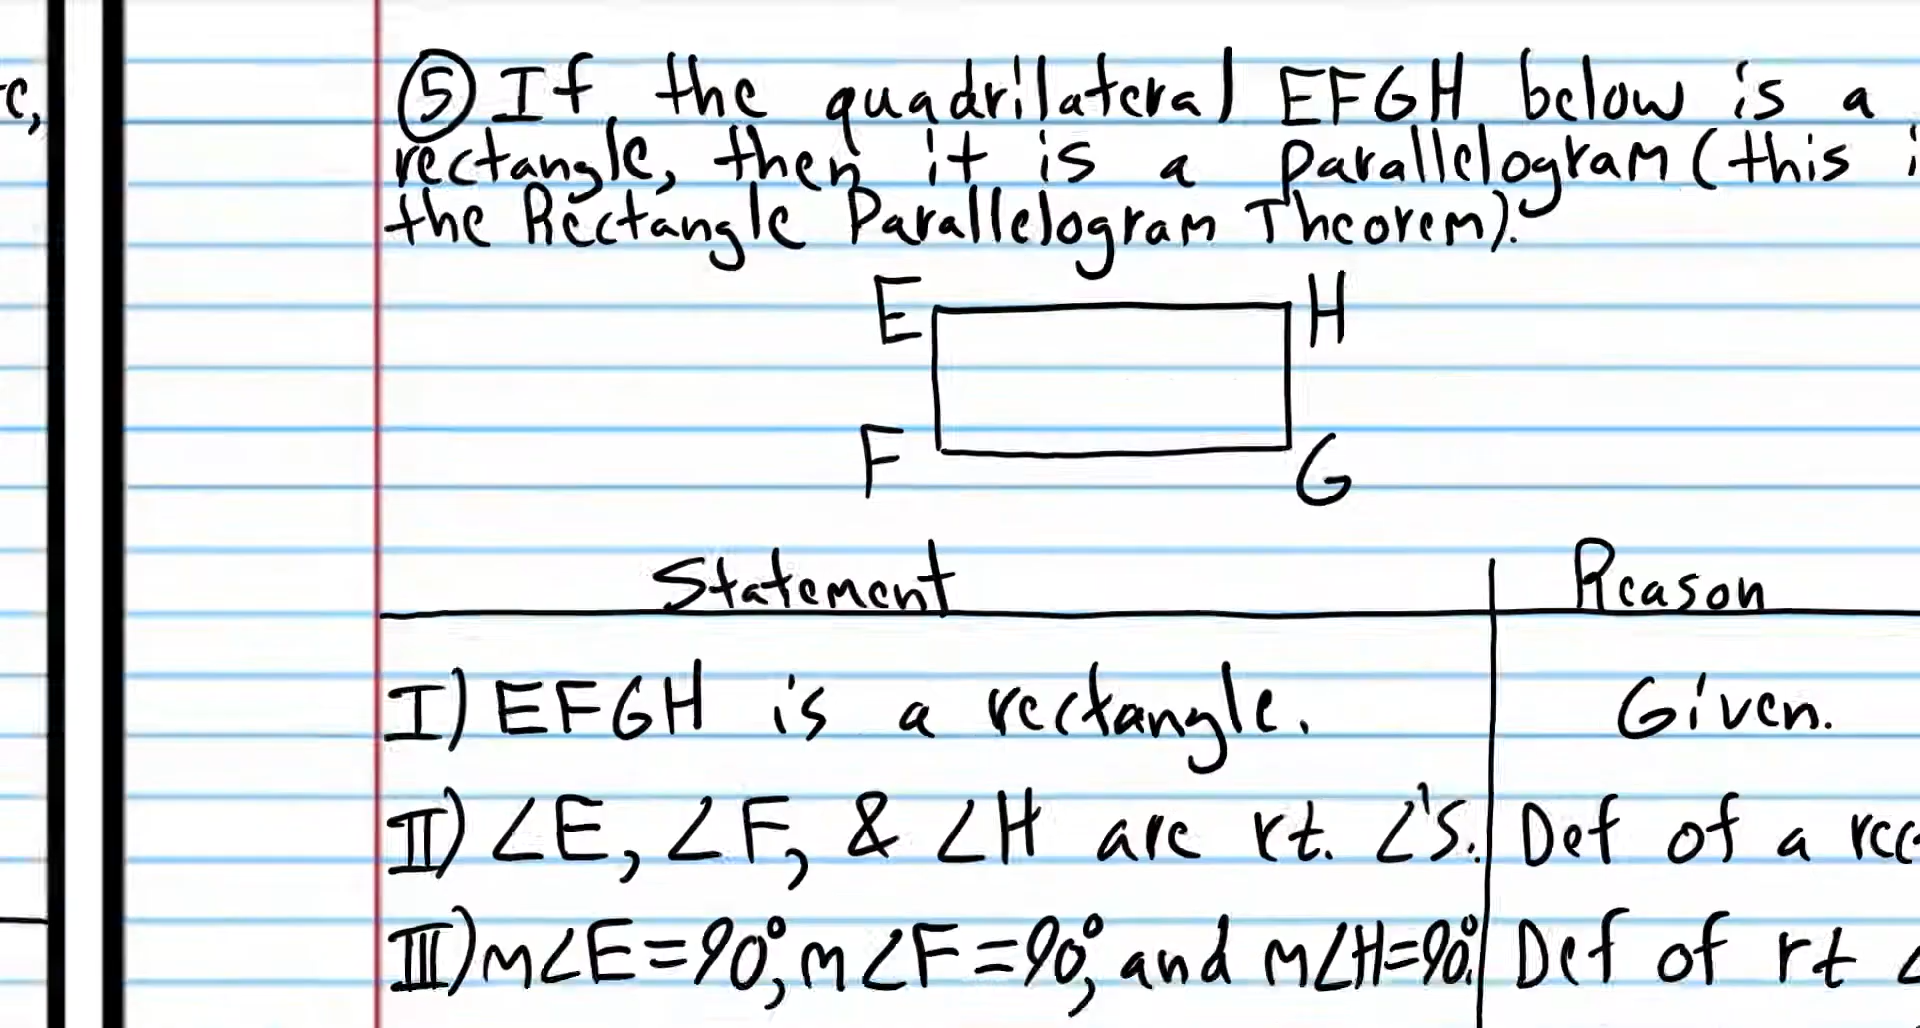 c,
⑤ If the quadrilateral EFGH below is a
rectangle, then it is a parallelogram (this i
the Rectangle Parallelogram Theorem).
E H
F G
Statement Reason
I) EFGH is a rectangle. Given.
II) ∠E, ∠F, & ∠H are rt. ∠'s. Def of a rec
III) m∠E=90°, m∠F=90°, and m∠H=90°. Def of rt ∠